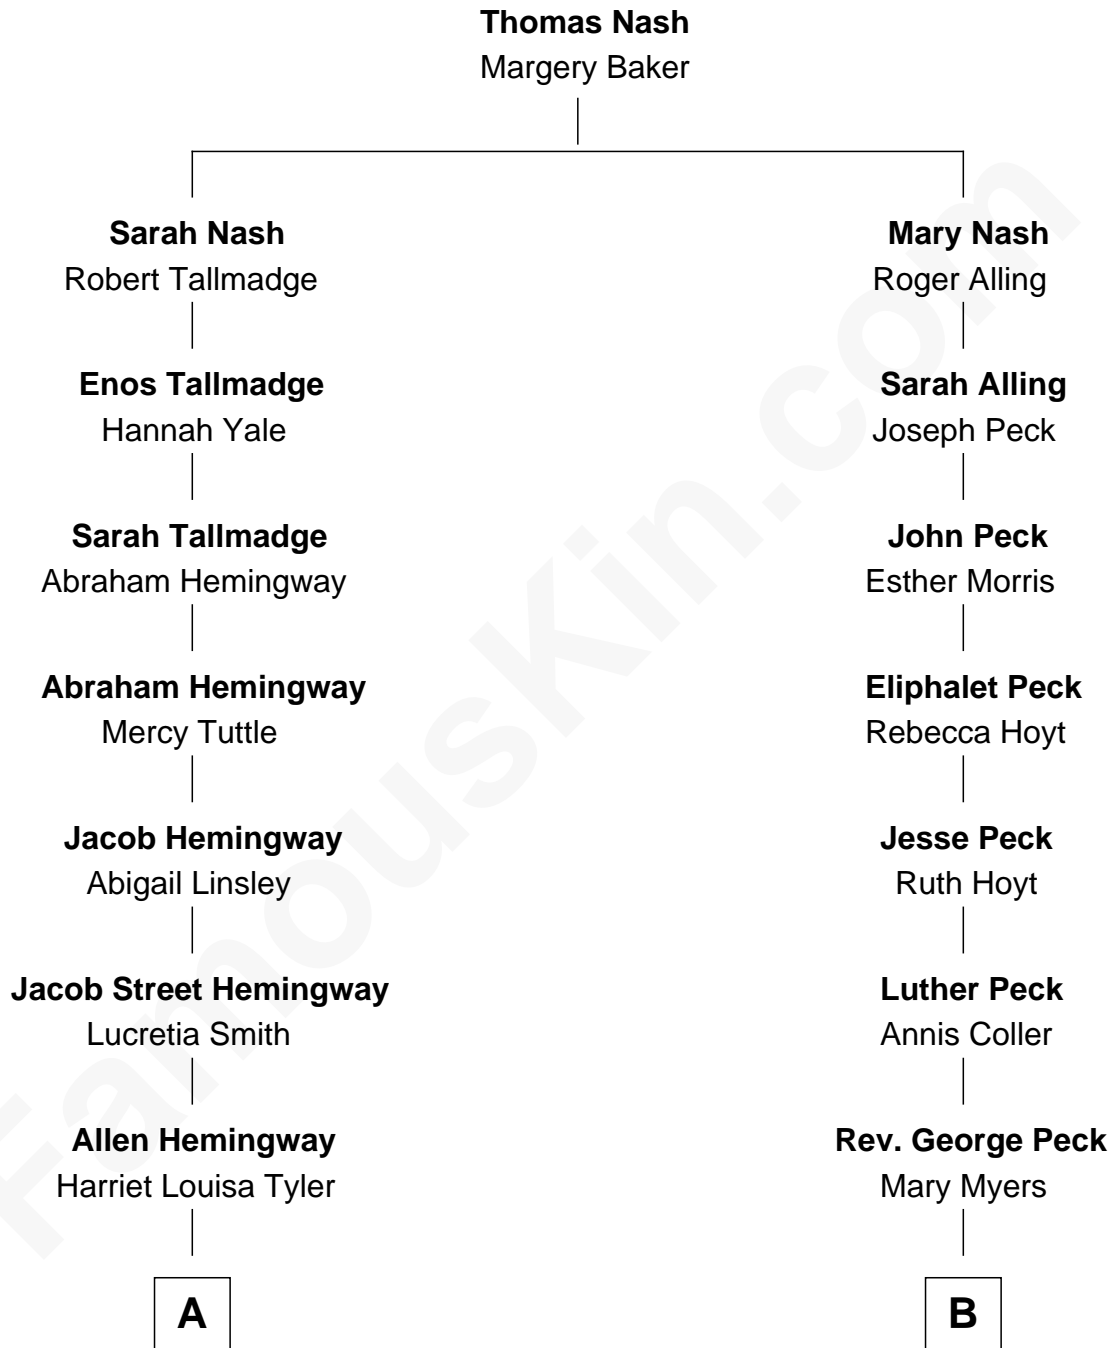 Thomas Nash
Margery Baker
Sarah Nash
Robert Tallmadge
Enos Tallmadge
Hannah Yale
Sarah Tallmadge
Abraham Hemingway
Abraham Hemingway
Mercy Tuttle
Jacob Hemingway
Abigail Linsley
Jacob Street Hemingway
Lucretia Smith
Allen Hemingway
Harriet Louisa Tyler
A
Mary Nash
Roger Alling
Sarah Alling
Joseph Peck
John Peck
Esther Morris
Eliphalet Peck
Rebecca Hoyt
Jesse Peck
Ruth Hoyt
Luther Peck
Annis Coller
Rev. George Peck
Mary Myers
B
FamousKin.com